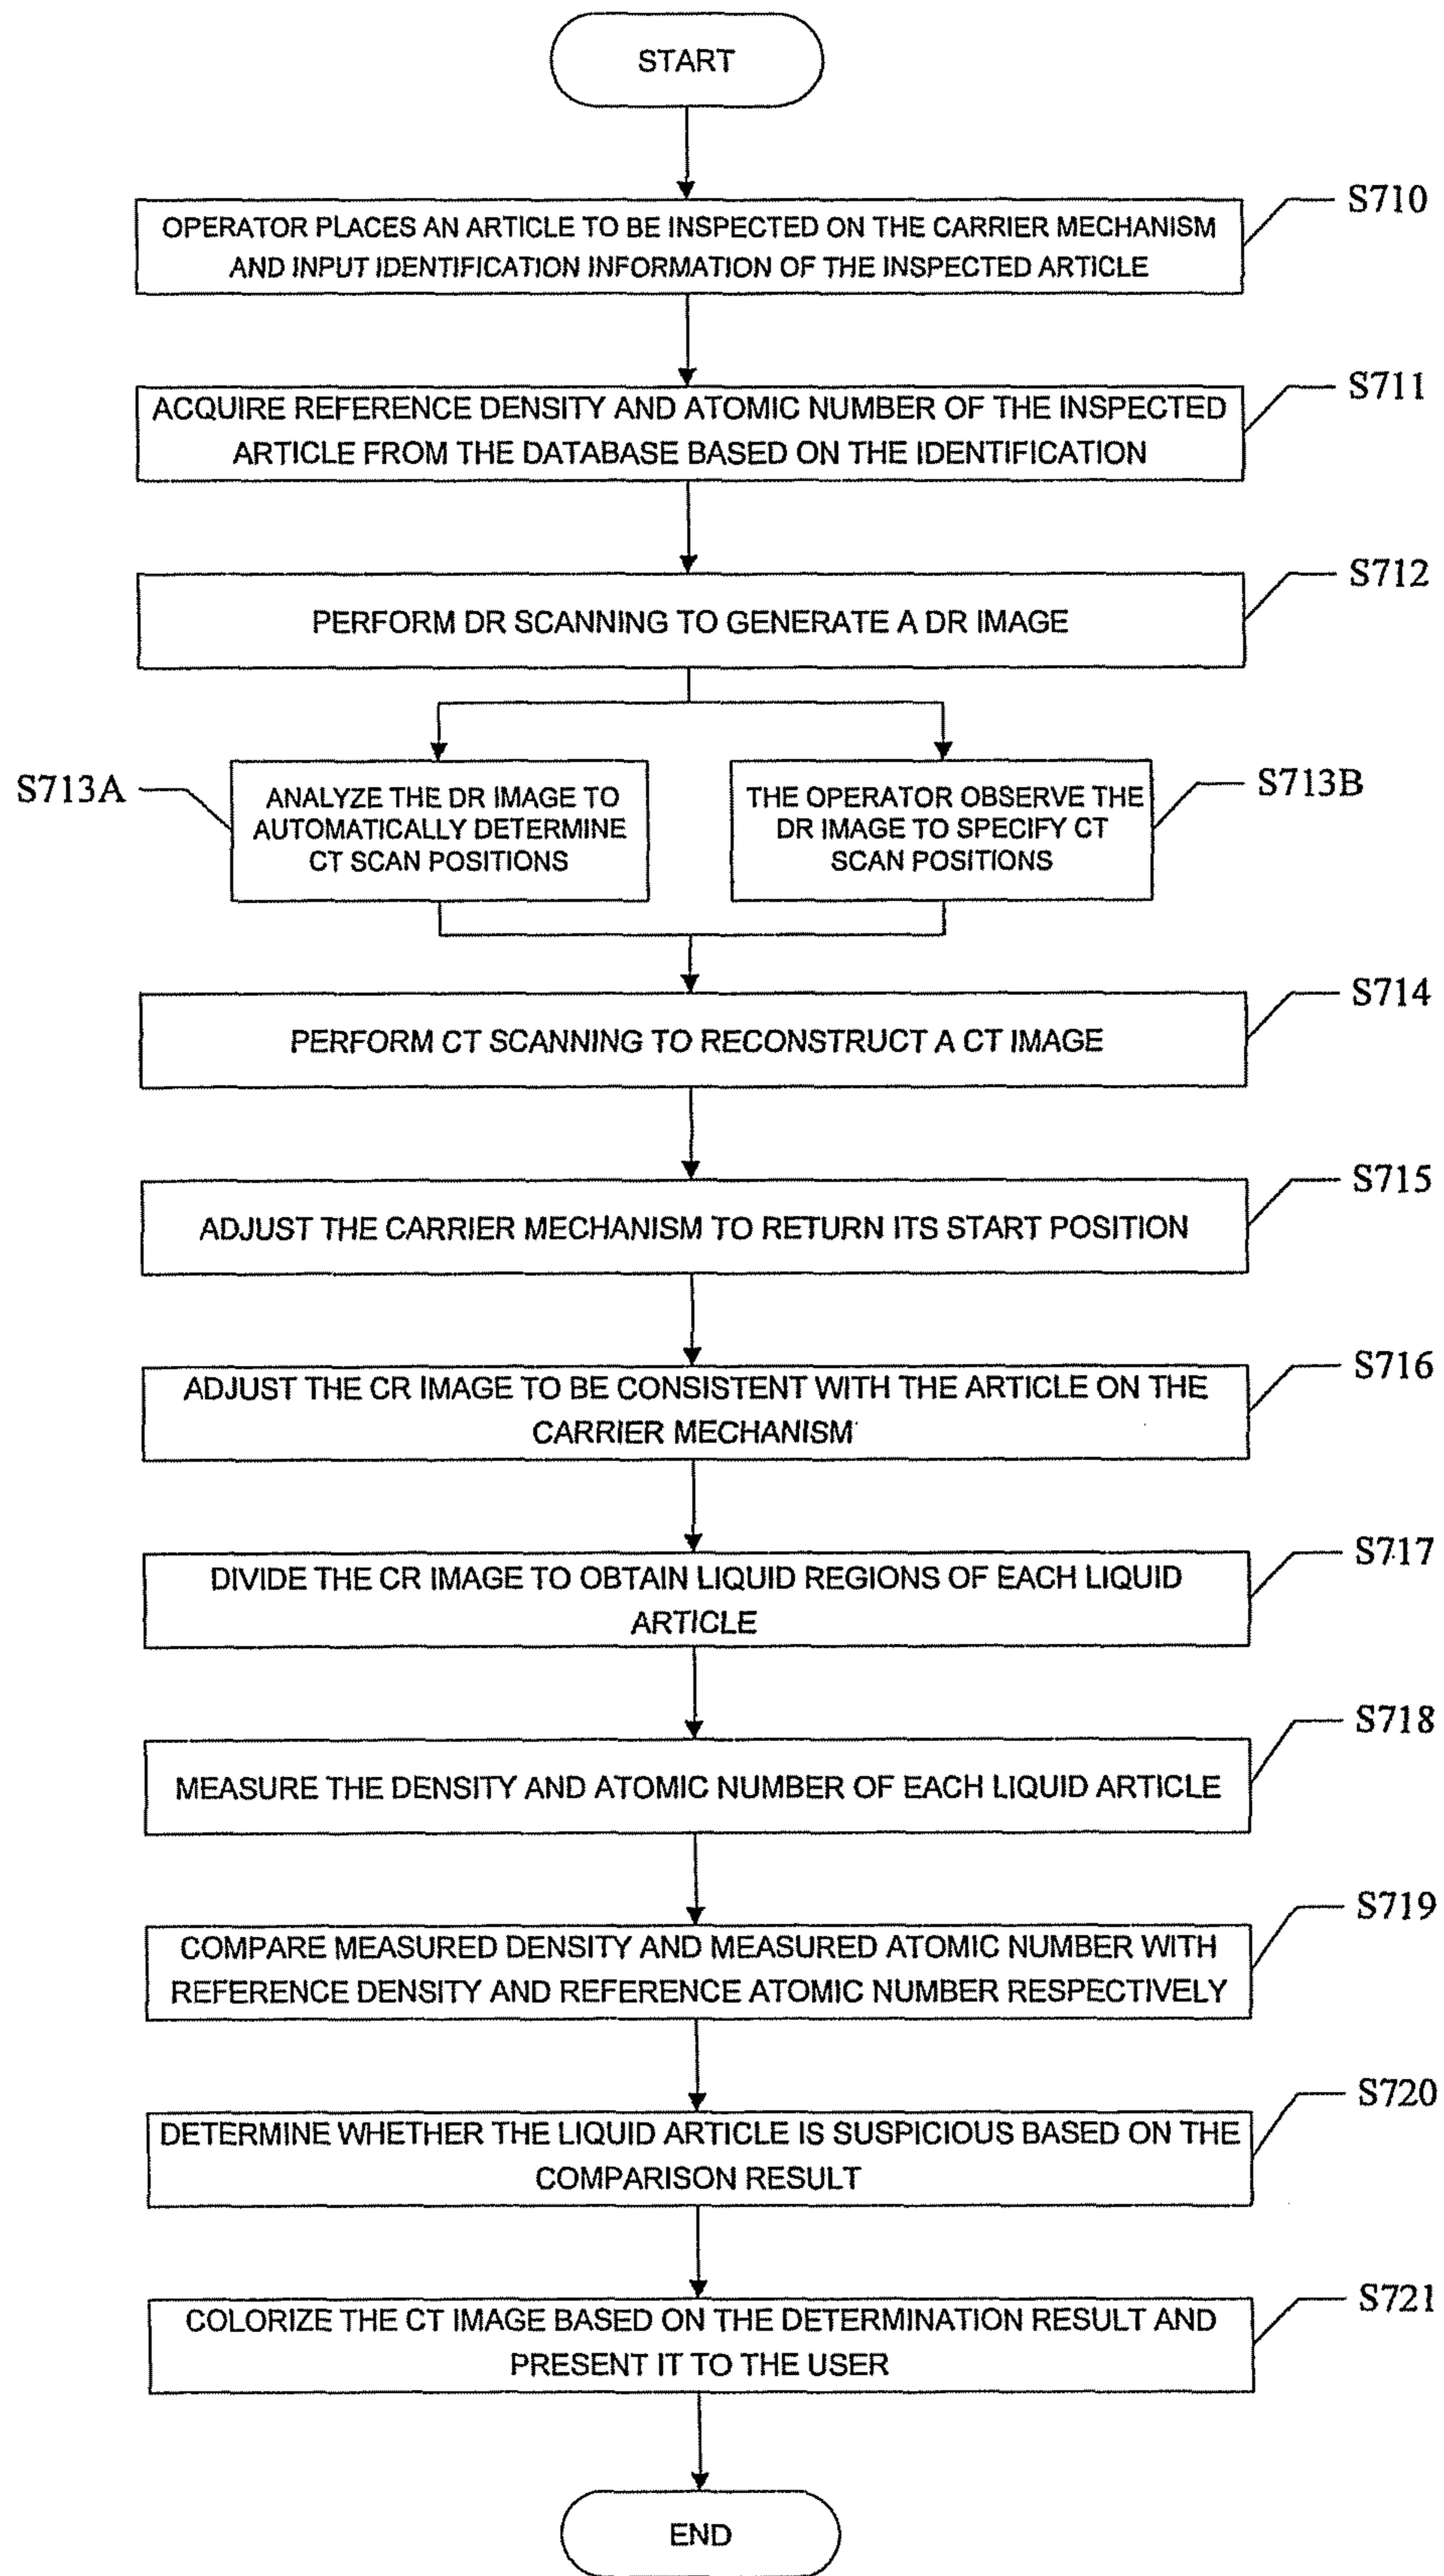 START
S710
OPERATOR PLACES AN ARTICLE TO BE INSPECTED ON THE CARRIER MECHANISM
AND INPUT IDENTIFICATION INFORMATION OF THE INSPECTED ARTICLE
S711
ACQUIRE REFERENCE DENSITY AND ATOMIC NUMBER OF THE INSPECTED
ARTICLE FROM THE DATABASE BASED ON THE IDENTIFICATION
S712
PERFORM DR SCANNING TO GENERATE A DR IMAGE
S713A
ANALYZE THE DR IMAGE TO
AUTOMATICALLY DETERMINE
CT SCAN POSITIONS
S713B
THE OPERATOR OBSERVE THE
DR IMAGE TO SPECIFY CT
SCAN POSITIONS
S714
PERFORM CT SCANNING TO RECONSTRUCT A CT IMAGE
S715
ADJUST THE CARRIER MECHANISM TO RETURN ITS START POSITION
S716
ADJUST THE CR IMAGE TO BE CONSISTENT WITH THE ARTICLE ON THE
CARRIER MECHANISM
S717
DIVIDE THE CR IMAGE TO OBTAIN LIQUID REGIONS OF EACH LIQUID
ARTICLE
S718
MEASURE THE DENSITY AND ATOMIC NUMBER OF EACH LIQUID ARTICLE
S719
COMPARE MEASURED DENSITY AND MEASURED ATOMIC NUMBER WITH
REFERENCE DENSITY AND REFERENCE ATOMIC NUMBER RESPECTIVELY
S720
DETERMINE WHETHER THE LIQUID ARTICLE IS SUSPICIOUS BASED ON THE
COMPARISON RESULT
S721
COLORIZE THE CT IMAGE BASED ON THE DETERMINATION RESULT AND
PRESENT IT TO THE USER
END